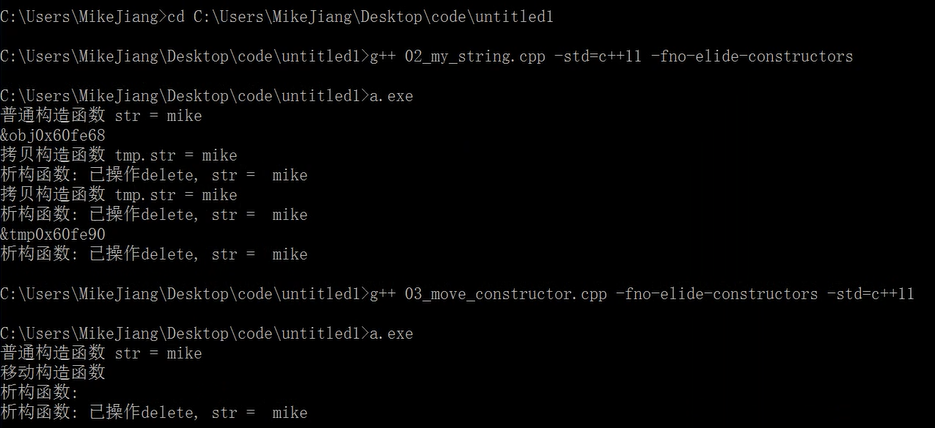 C:\Users\MikeJiang>cd C:\Users\MikeJiang\Desktop\code\untitled1
C:\Users\MikeJiang\Desktop\code\untitled1>g++ 02_my_string.cpp -std=c++11 -fno-elide-constructors
C:\Users\MikeJiang\Desktop\code\untitled1>a.exe
普通构造函数 str = mike
&obj0x60fe68
拷贝构造函数 tmp.str = mike
析构函数: 已操作delete, str =  mike
拷贝构造函数 tmp.str = mike
析构函数: 已操作delete, str =  mike
&tmp0x60fe90
析构函数: 已操作delete, str =  mike
C:\Users\MikeJiang\Desktop\code\untitled1>g++ 03_move_constructor.cpp -fno-elide-constructors -std=c++11
C:\Users\MikeJiang\Desktop\code\untitled1>a.exe
普通构造函数 str = mike
移动构造函数
析构函数:
析构函数: 已操作delete, str =  mike